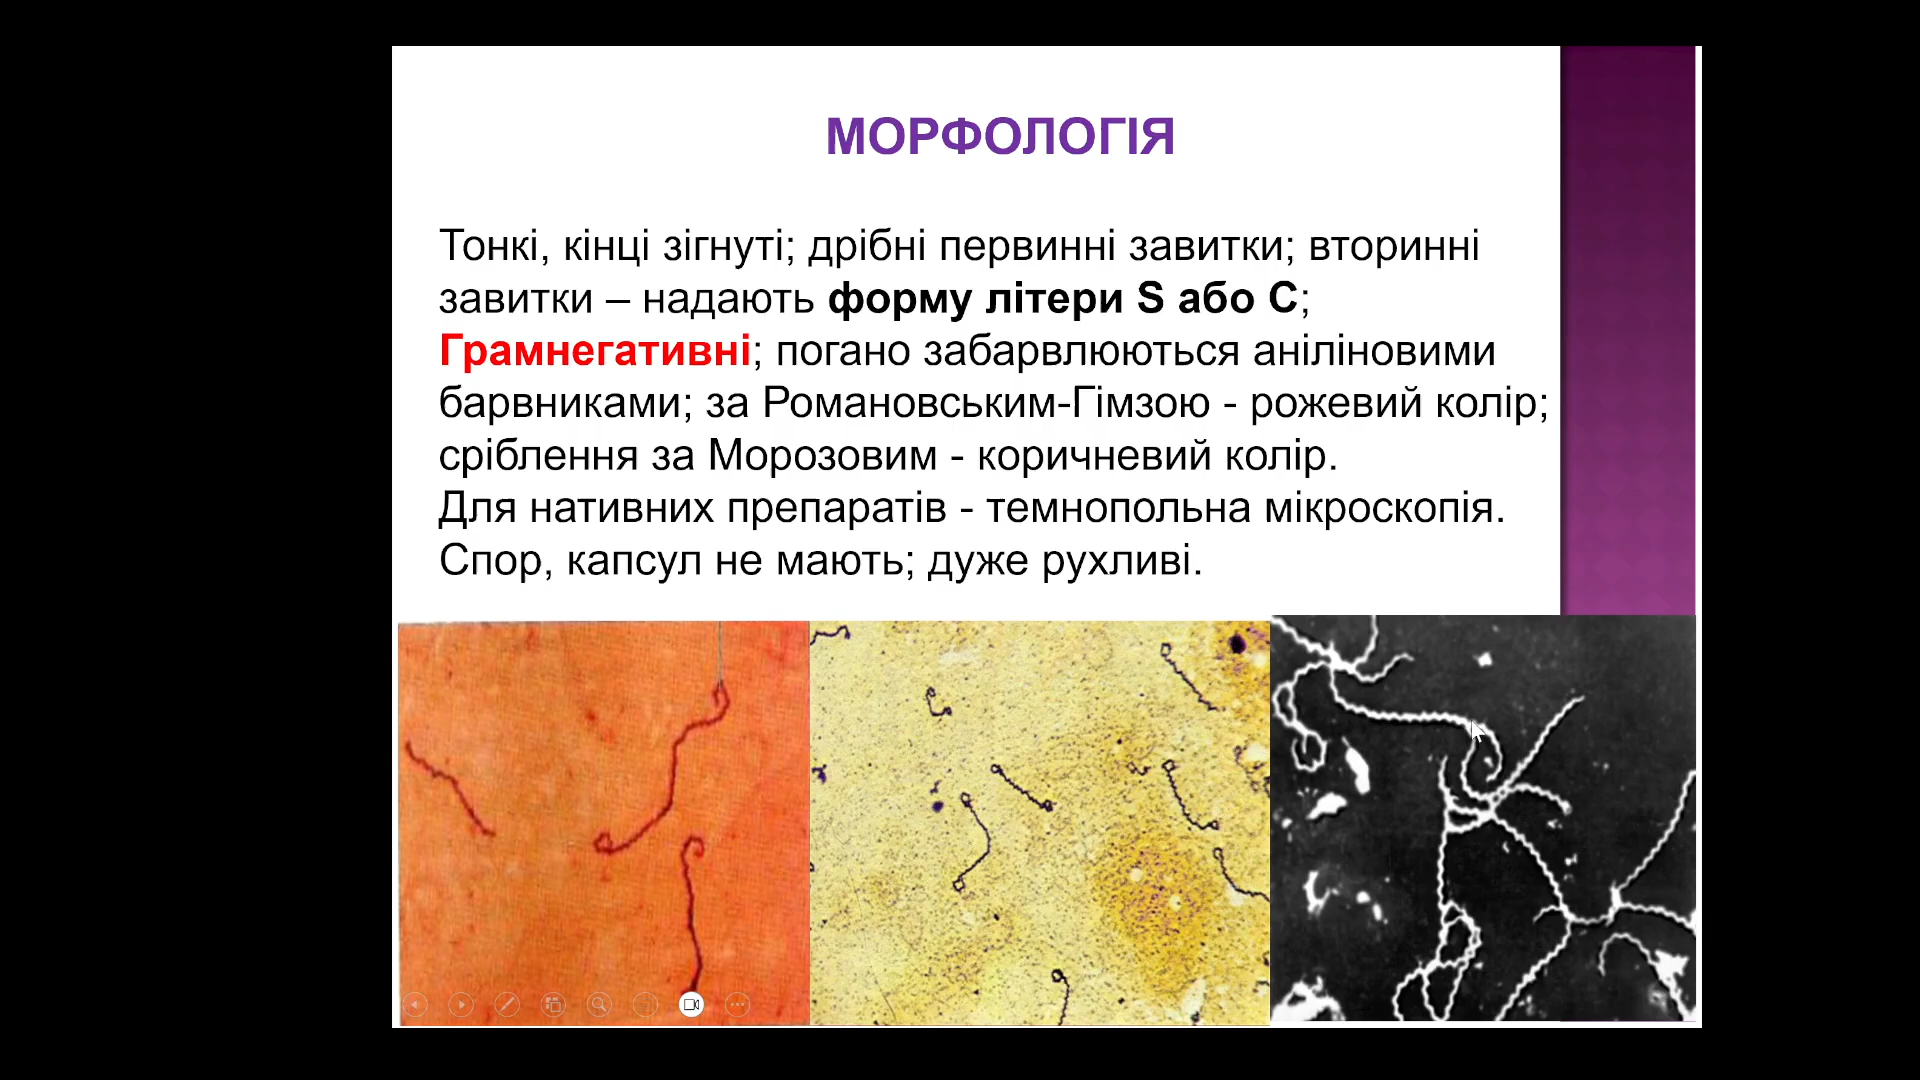 МОРФОЛОГІЯ
Тонкі, кінці зігнуті; дрібні первинні завитки; вторинні
завитки – надають форму літери S або С;
Грамнегативні; погано забарвлюються аніліновими
барвниками; за Романовським-Гімзою - рожевий колір;
сріблення за Морозовим - коричневий колір.
Для нативних препаратів - темнопольна мікроскопія.
Спор, капсул не мають; дуже рухливі.